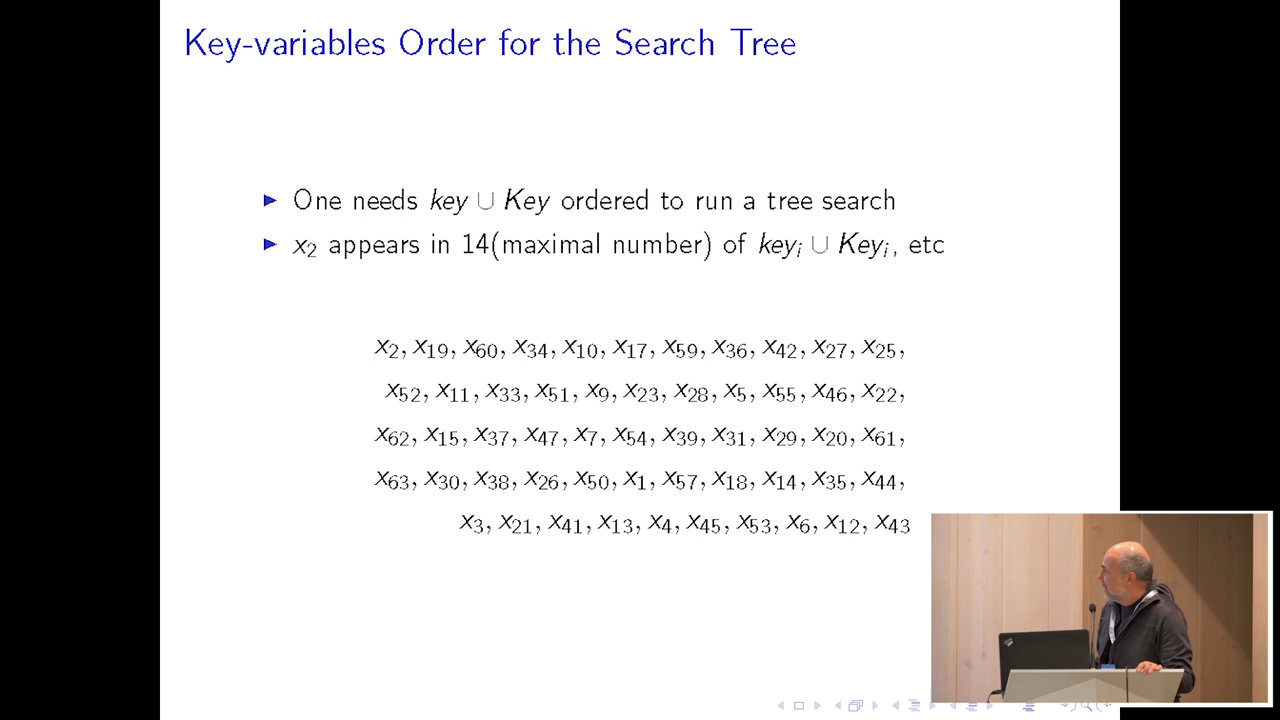 Key-variables Order for the Search Tree
▶ One needs key ∪ Key ordered to run a tree search
▶ x₂ appears in 14(maximal number) of keyᵢ ∪ Keyᵢ, etc
x₂, x₁₉, x₆₀, x₃₄, x₁₀, x₁₇, x₅₉, x₃₆, x₄₂, x₂₇, x₂₅,
x₅₂, x₁₁, x₃₃, x₅₁, x₉, x₂₃, x₂₈, x₅, x₅₅, x₄₆, x₂₂,
x₆₂, x₁₅, x₃₇, x₄₇, x₇, x₅₄, x₃₉, x₃₁, x₂₉, x₂₀, x₆₁,
x₆₃, x₃₀, x₃₈, x₂₆, x₅₀, x₁, x₅₇, x₁₈, x₁₄, x₃₅, x₄₄,
x₃, x₂₁, x₄₁, x₁₃, x₄, x₄₅, x₅₃, x₆, x₁₂, x₄₃